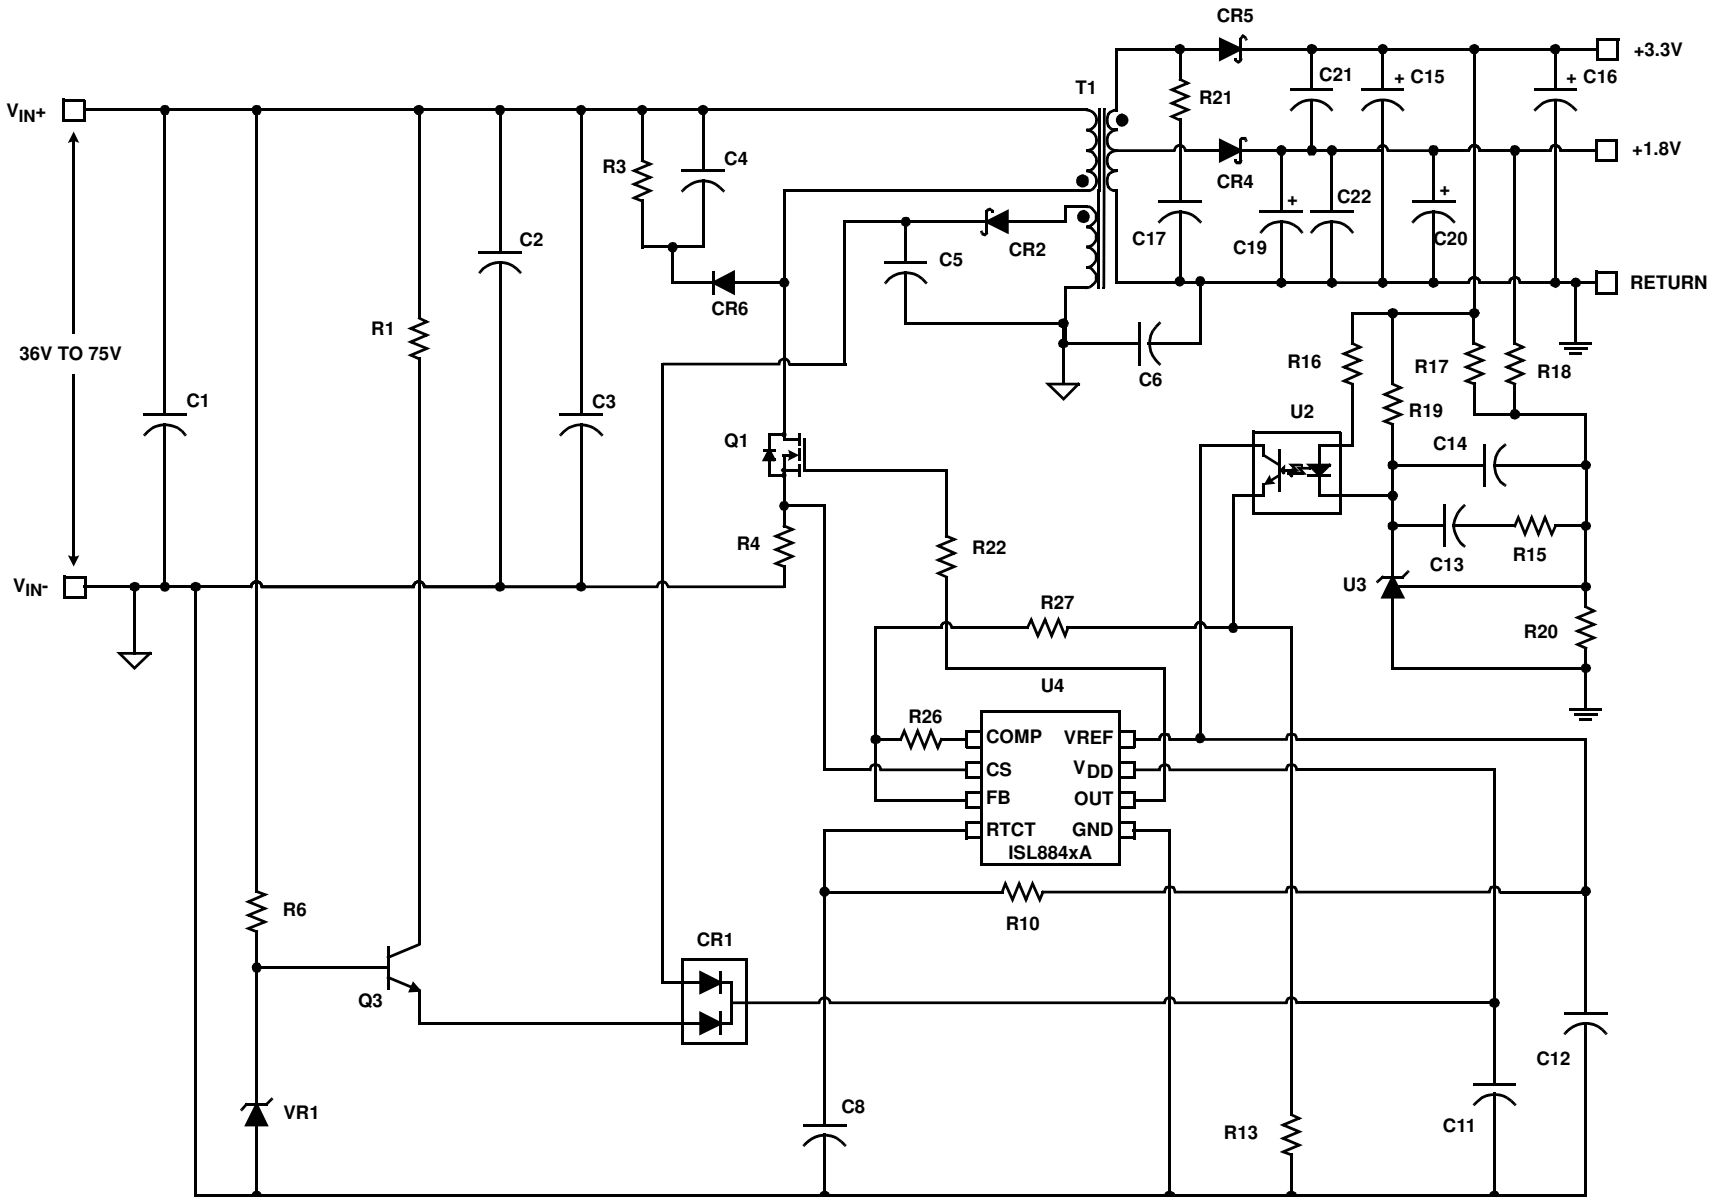 CR5
+3.3V
C21
+ C15
+ C16
T1
R21
VIN+
+1.8V
R3
C4
CR4
C22
+
+
C17
C19
C20
C2
CR2
C5
RETURN
CR6
R1
36V TO 75V
C6
R16
R17
R18
C1
C3
U2
R19
Q1
C14
R4
R22
R15
C13
VIN-
U3
R27
R20
U4
R26
COMP
VREF
CS
VDD
FB
OUT
RTCT
GND
ISL884xA
R6
R10
CR1
Q3
C12
VR1
C8
C11
R13